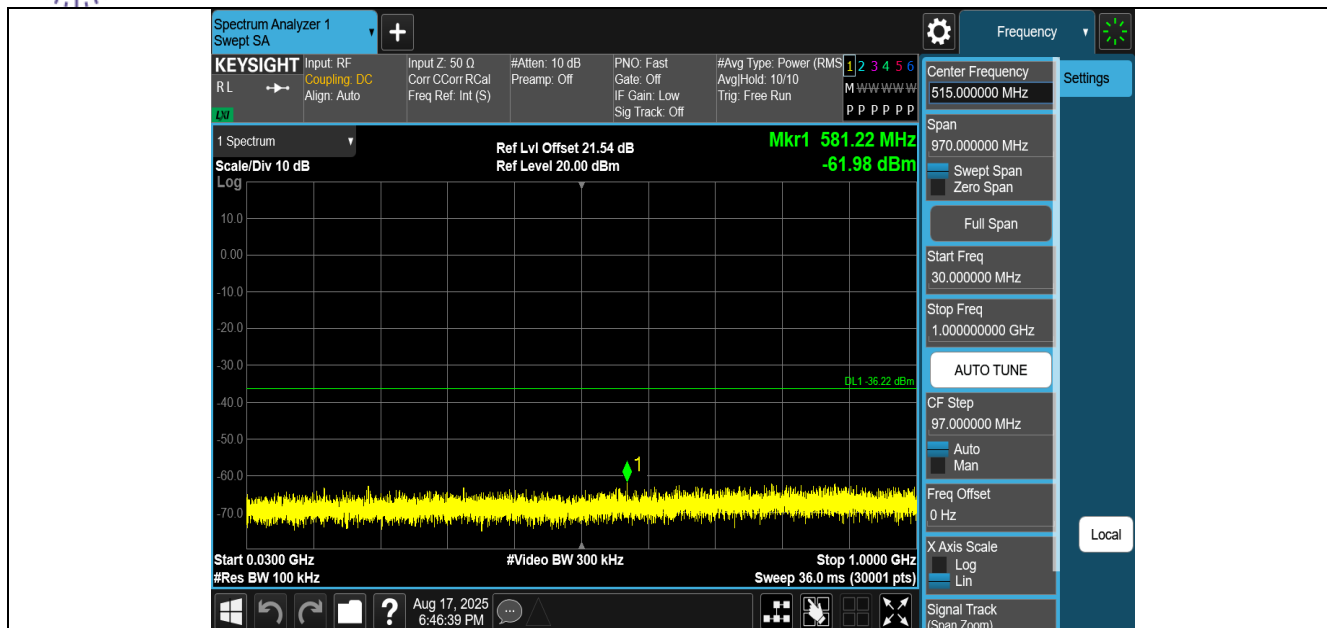 Spectrum Analyzer 1
Swept SA
+
Frequency
KEYSIGHT
R L
LXI
Input: RF
Coupling: DC
Align: Auto
Input Z: 50 Ω
Corr CCorr RCal
Freq Ref: Int (S)
#Atten: 10 dB
Preamp: Off
PNO: Fast
Gate: Off
IF Gain: Low
Sig Track: Off
#Avg Type: Power (RMS
Avg|Hold: 10/10
Trig: Free Run
1 2 3 4 5 6
M W W W W W
P P P P P P
1 Spectrum
Scale/Div 10 dB
Log
Ref Lvl Offset 21.54 dB
Ref Level 20.00 dBm
Mkr1 581.22 MHz
-61.98 dBm
10.0
0.00
-10.0
-20.0
-30.0
DL1 -36.22 dBm
-40.0
-50.0
1
-60.0
-70.0
Start 0.0300 GHz
#Res BW 100 kHz
#Video BW 300 kHz
Stop 1.0000 GHz
Sweep 36.0 ms (30001 pts)
?
Aug 17, 2025
6:46:39 PM
Center Frequency
515.000000 MHz
Settings
Span
970.000000 MHz
Swept Span
Zero Span
Full Span
Start Freq
30.000000 MHz
Stop Freq
1.000000000 GHz
AUTO TUNE
CF Step
97.000000 MHz
Auto
Man
Freq Offset
0 Hz
Local
X Axis Scale
Log
Lin
Signal Track
(Span Zoom)